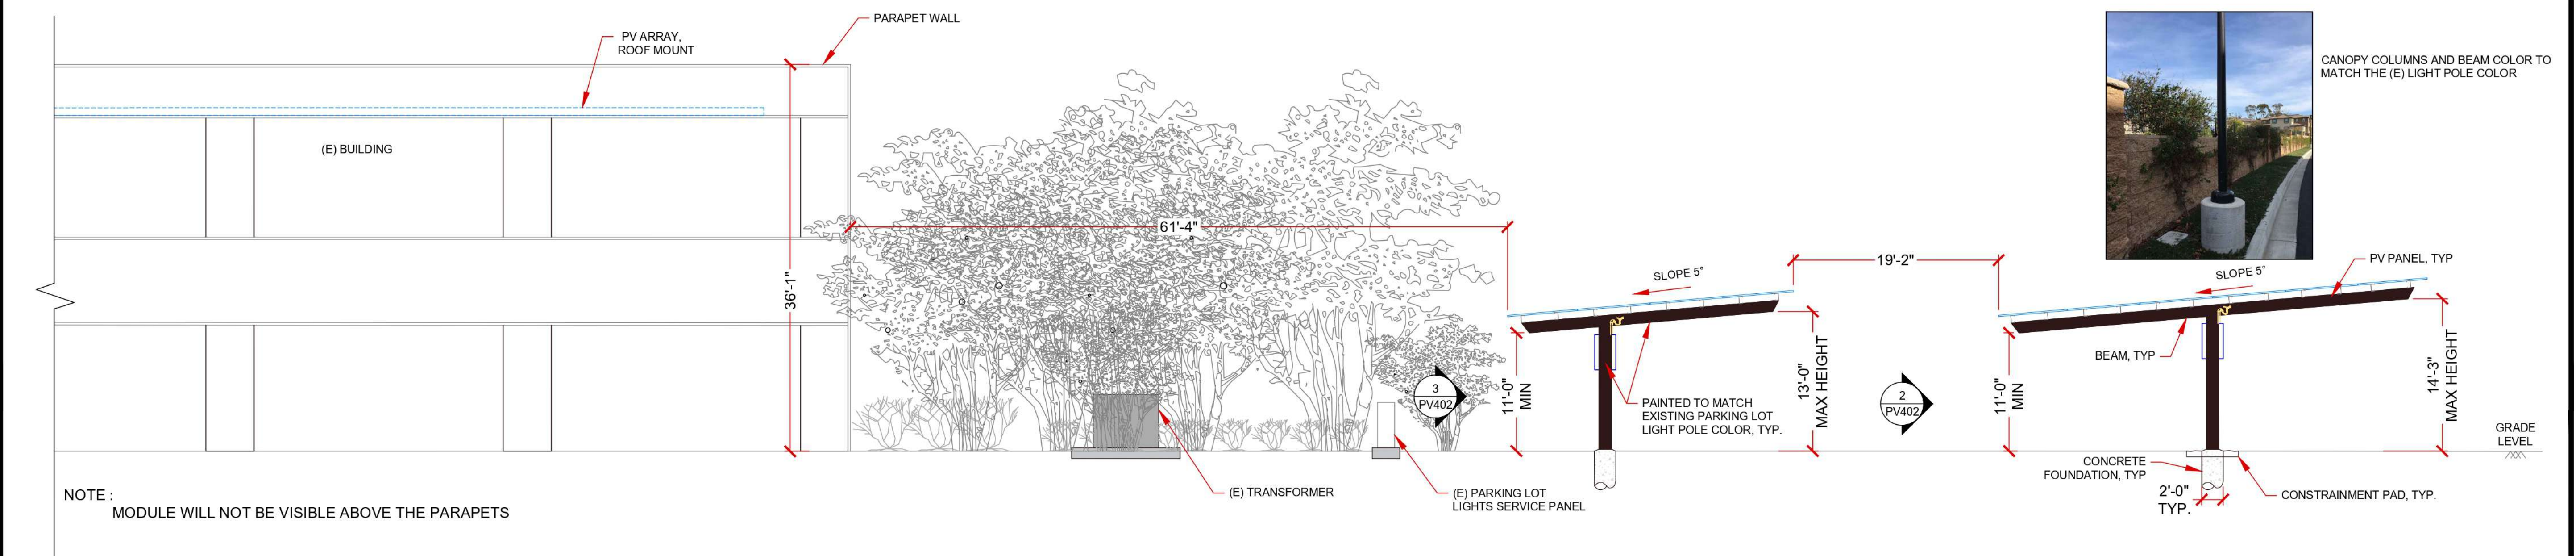 PARAPET WALL
PV ARRAY,
ROOF MOUNT
(E) BUILDING
36'-1"
61'-4"
NOTE :
MODULE WILL NOT BE VISIBLE ABOVE THE PARAPETS
(E) TRANSFORMER
(E) PARKING LOT
LIGHTS SERVICE PANEL
3
PV402
SLOPE 5°
11'-0"
MIN
PAINTED TO MATCH
EXISTING PARKING LOT
LIGHT POLE COLOR, TYP.
13'-0"
MAX HEIGHT
19'-2"
2
PV402
CANOPY COLUMNS AND BEAM COLOR TO
MATCH THE (E) LIGHT POLE COLOR
SLOPE 5°
PV PANEL, TYP
11'-0"
MIN
BEAM, TYP
14'-3"
MAX HEIGHT
GRADE
LEVEL
CONCRETE
FOUNDATION, TYP
2'-0"
TYP.
CONSTRAINMENT PAD, TYP.